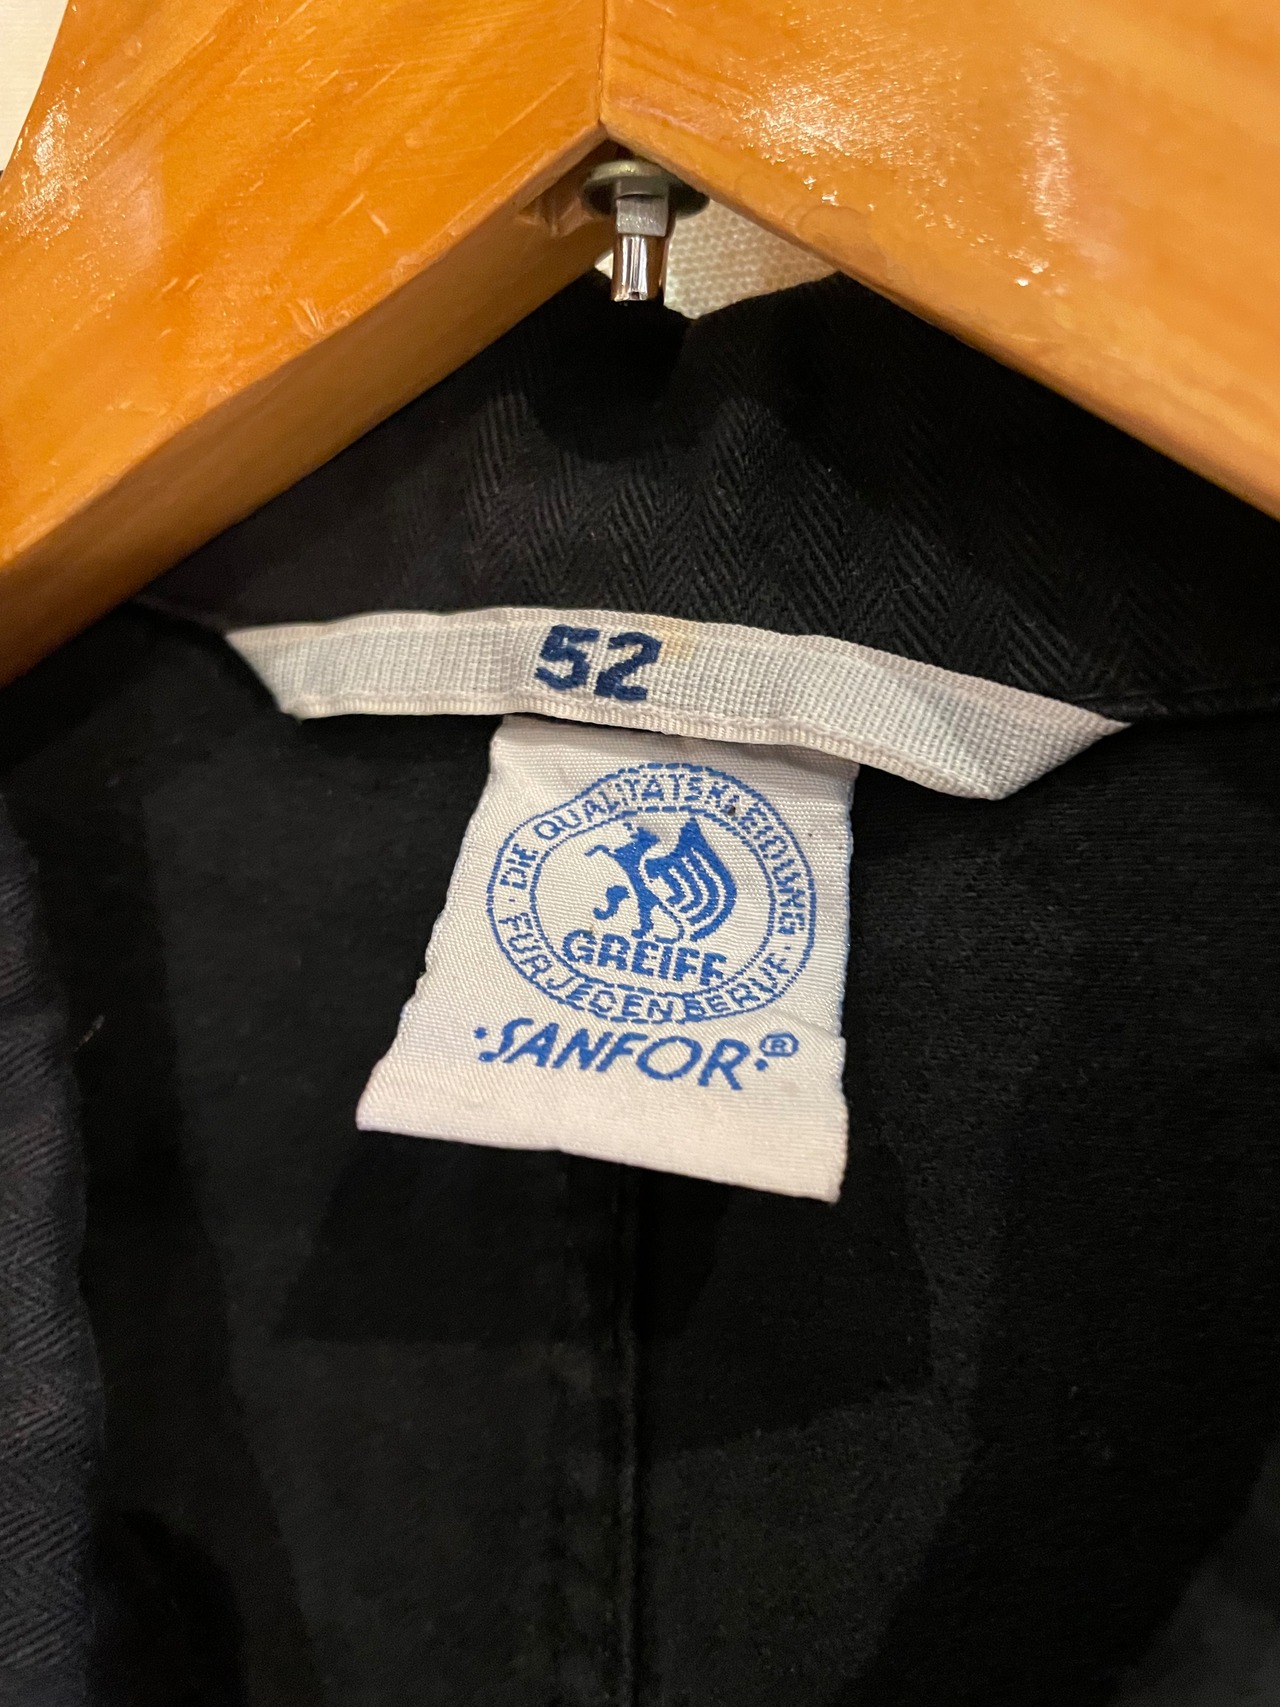 52
· DIE QUALITÄTSKLEIDUNG ·
FÜR JEDEN BERUF
GREIFF
·SANFOR·®